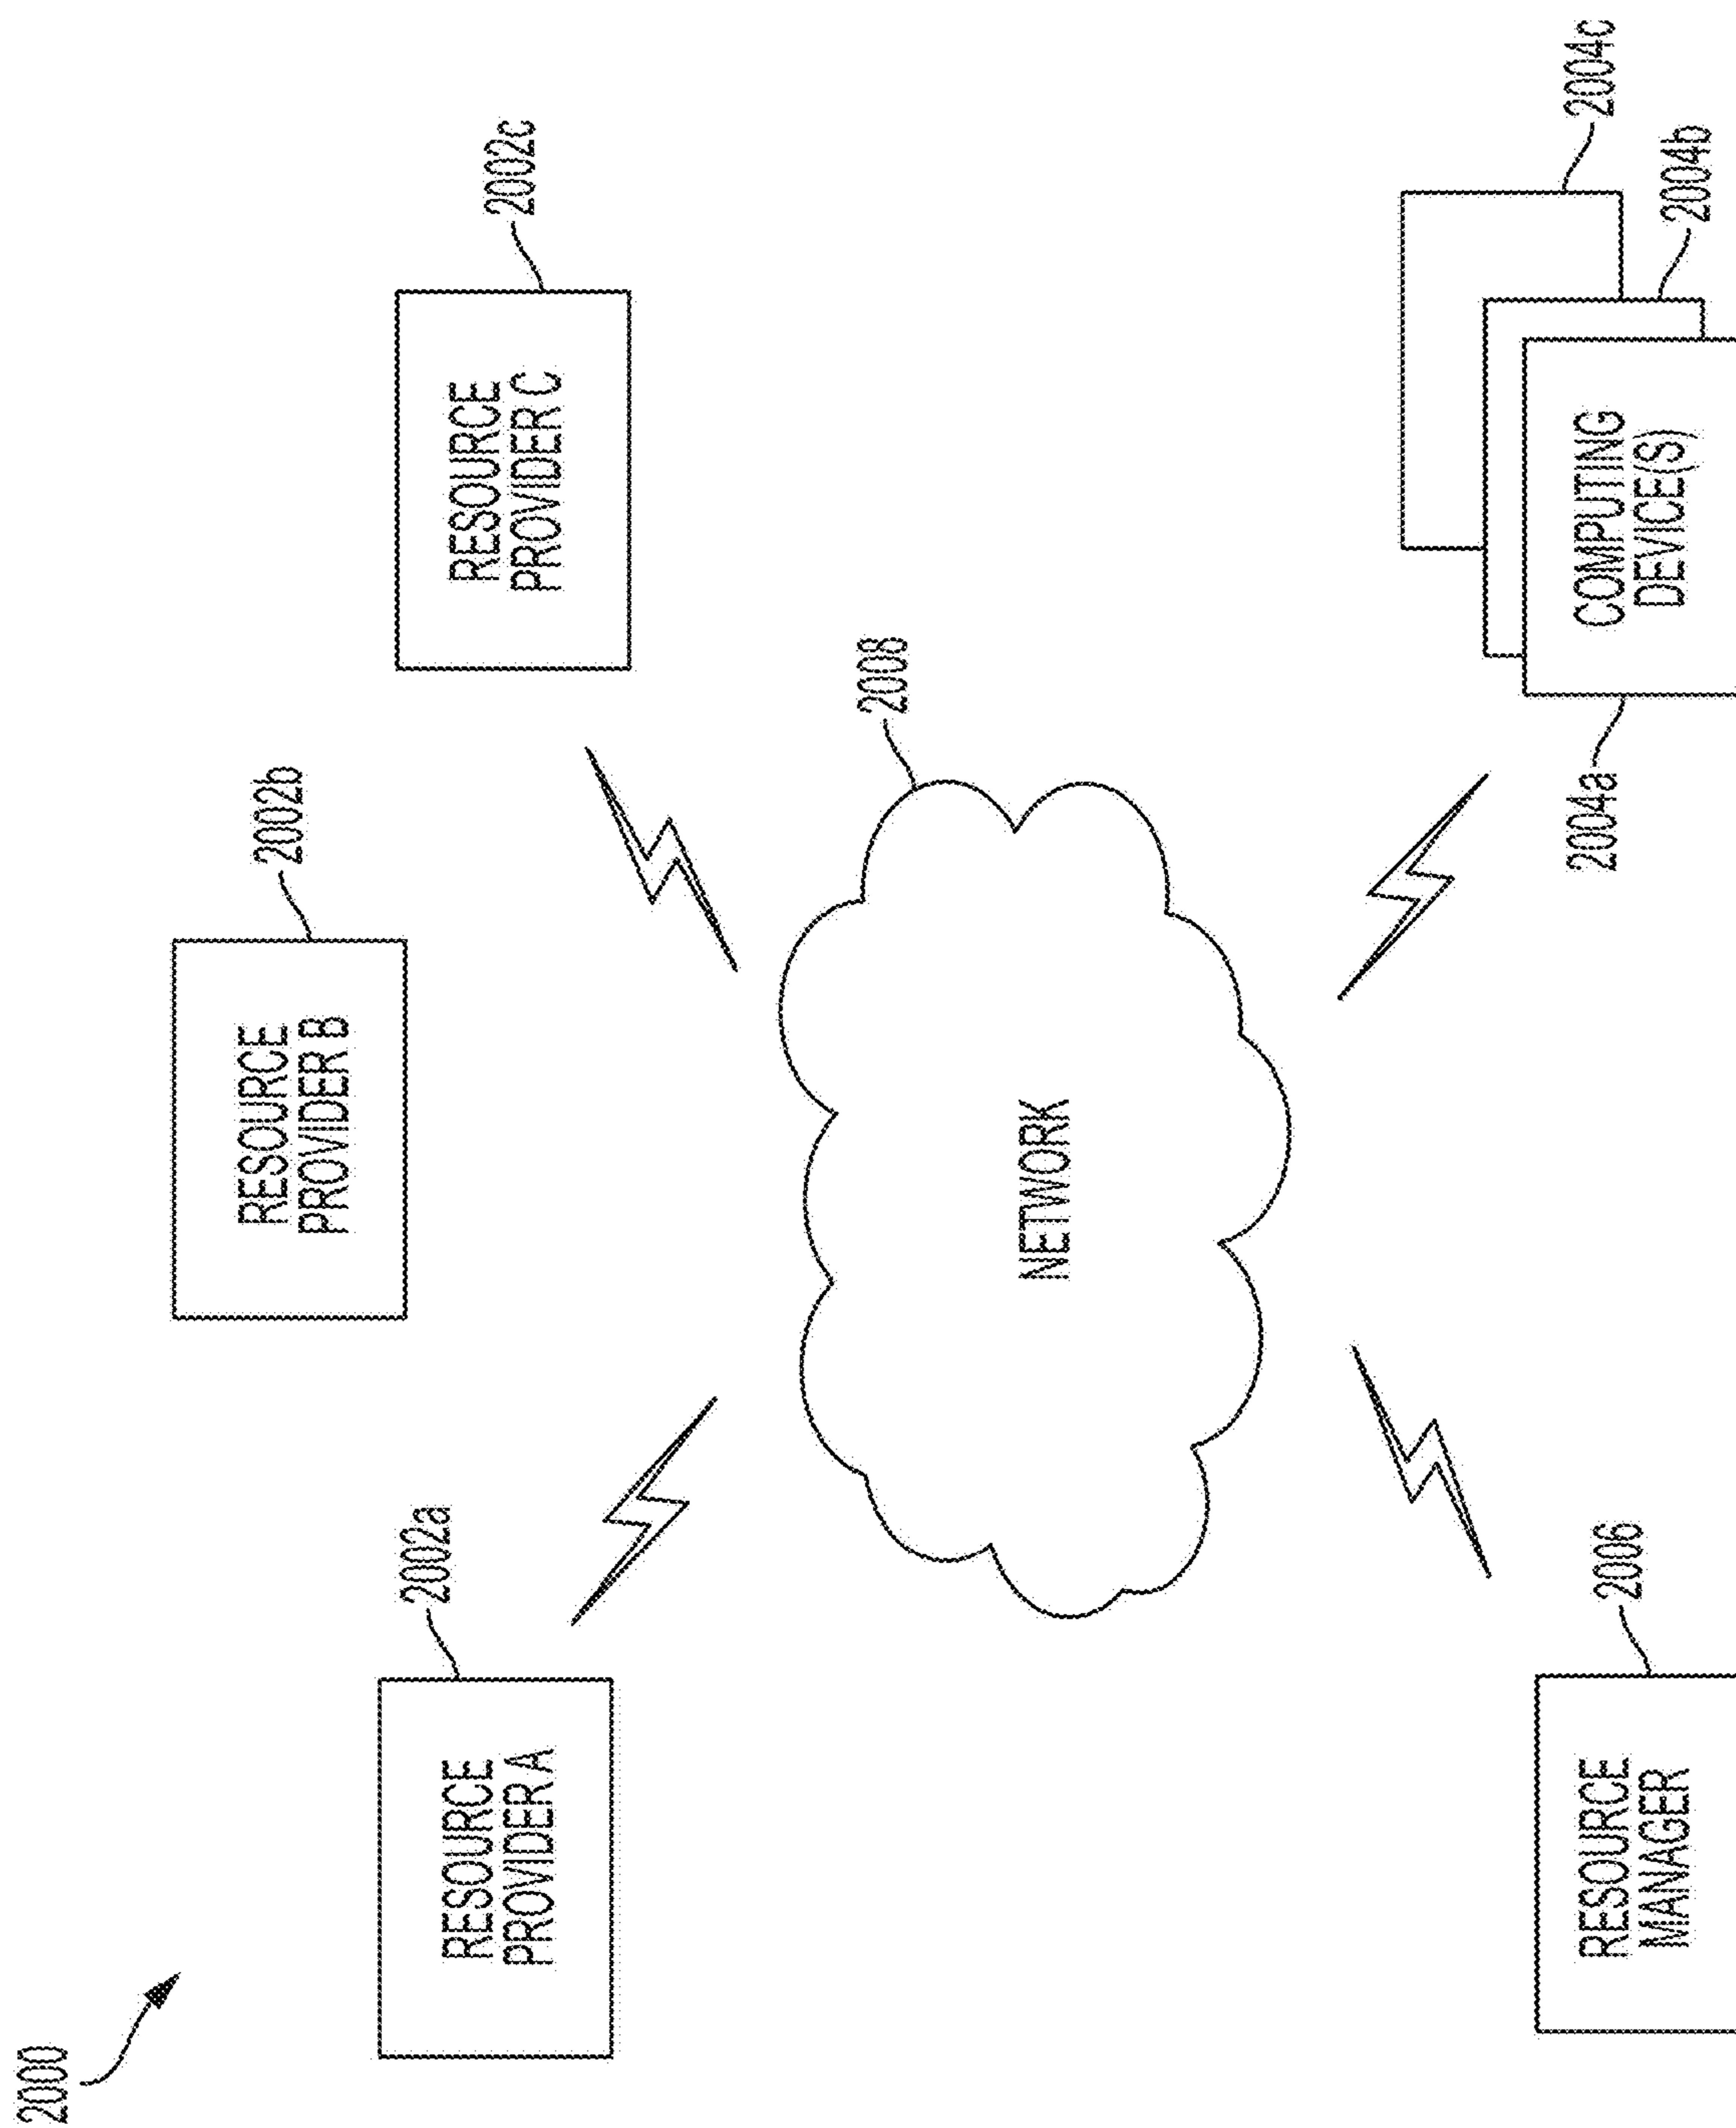 2000
2002b
RESOURCE
PROVIDER B
2002a
RESOURCE
PROVIDER A
2002c
RESOURCE
PROVIDER C
2008
NETWORK
2006
RESOURCE
MANAGER
2004a
COMPUTING
DEVICE(S)
2004b
2004c